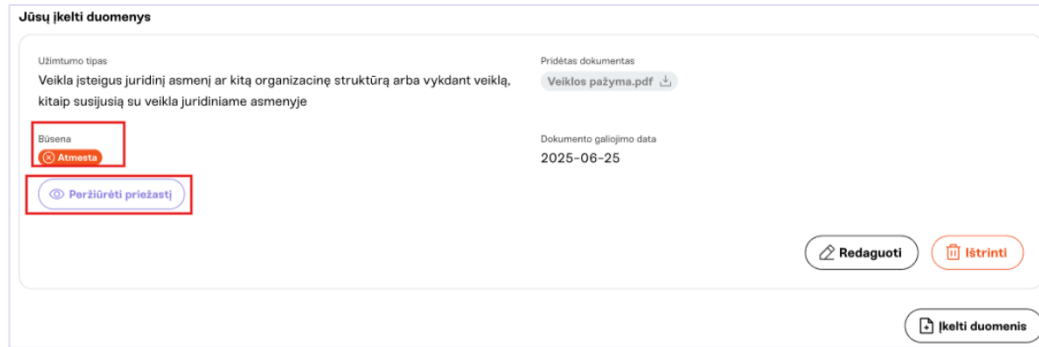 Jūsų įkelti duomenys
Užimtumo tipas
Veikla įsteigus juridinį asmenį ar kitą organizacinę struktūrą arba vykdant veiklą,
kitaip susijusią su veikla juridiniame asmenyje
Pridėtas dokumentas
Veiklos pažyma.pdf
Būsena
Atmesta
Dokumento galiojimo data
2025-06-25
Peržiūrėti priežastį
Redaguoti
Ištrinti
Įkelti duomenis